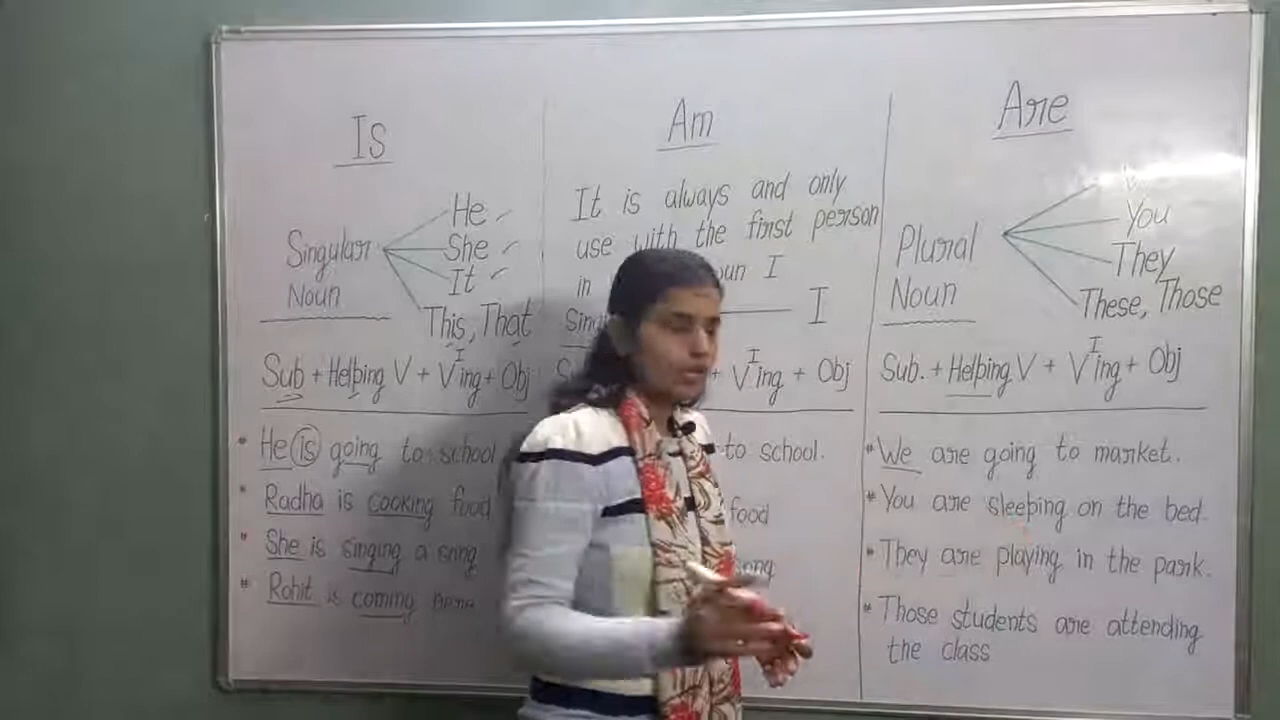 Is
Singular
Noun
He
She
It
This, That
Sub + Helping V + V I ing + Obj
* He is going to school
* Radha is cooking food
* She is singing a song
* Rohit is coming
Am
It is always and only
use with the first person
in I
I
+ V I ing + Obj
to school.
food
song
Are
Plural
Noun
You
They
These, Those
Sub. + Helping V + V I ing + Obj
* We are going to market.
* You are sleeping on the bed.
* They are playing in the park.
* Those students are attending
the class